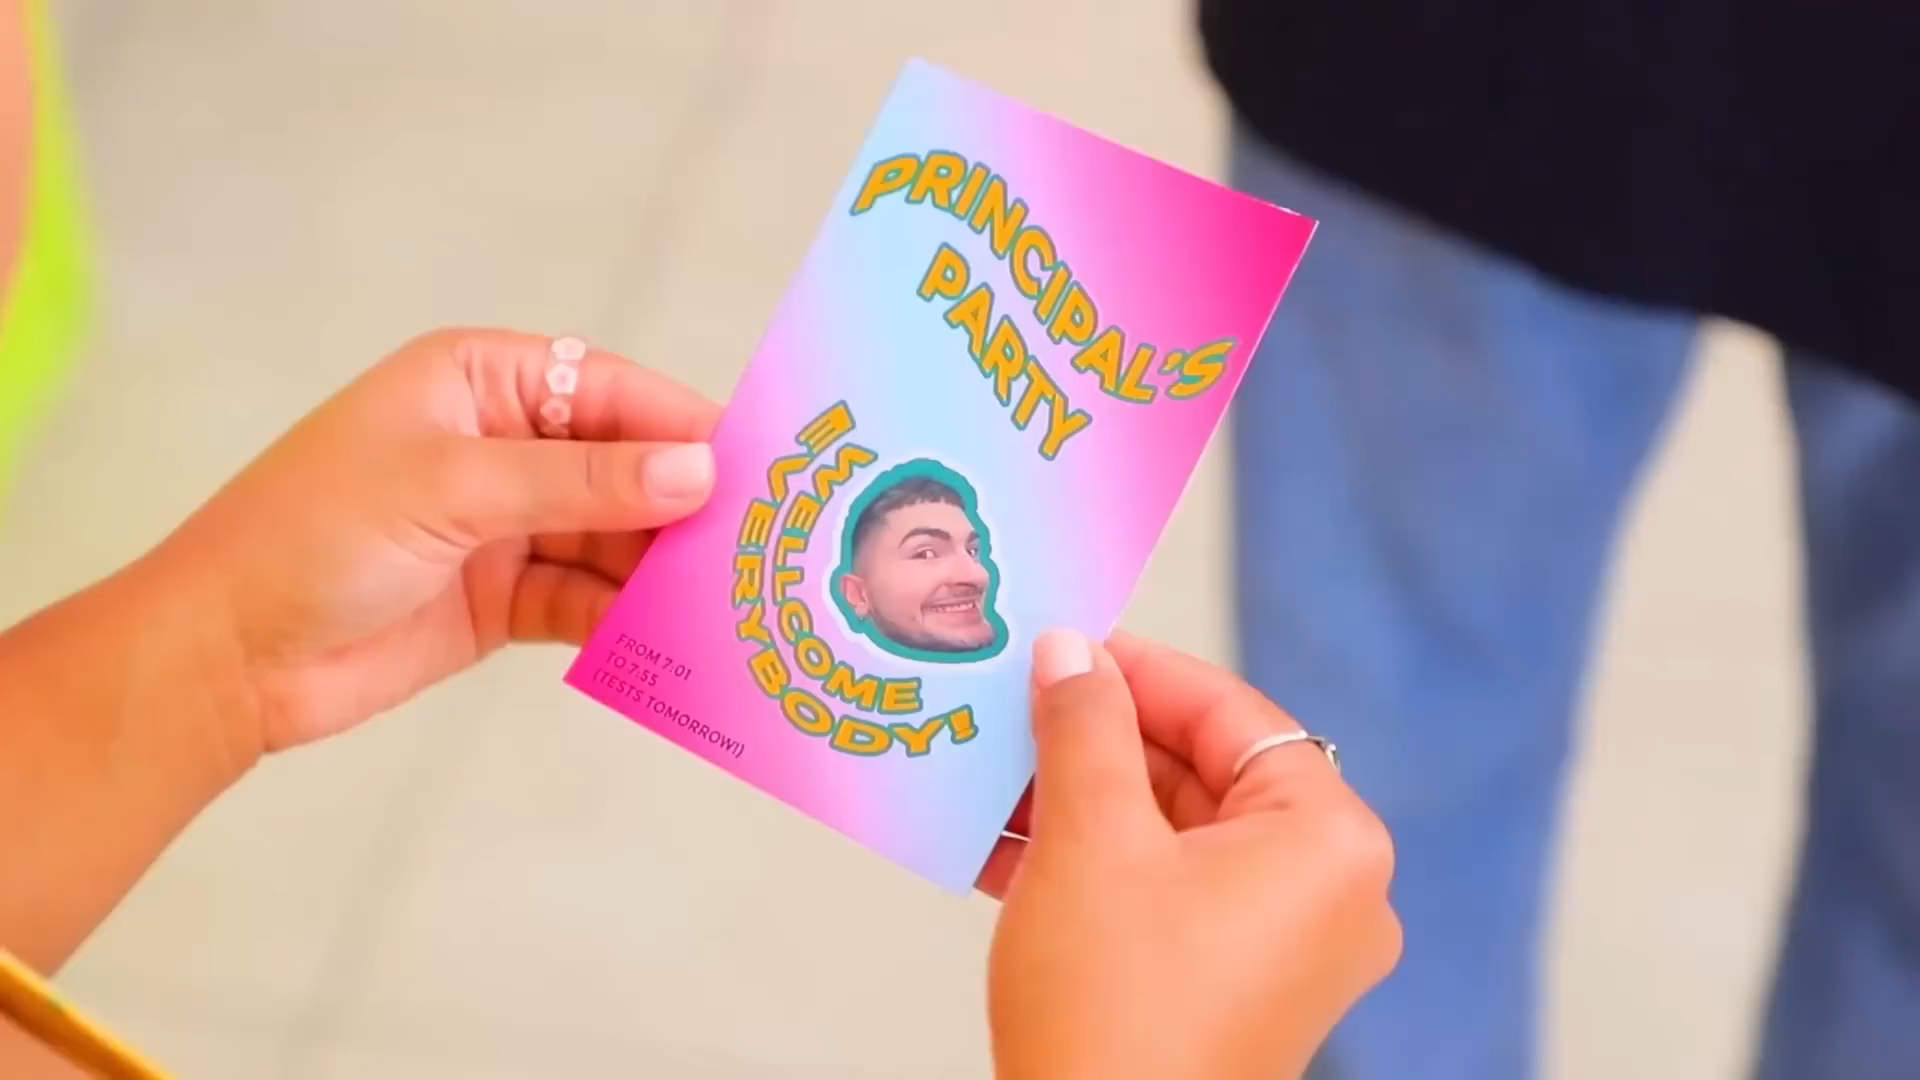 PRINCIPAL'S
PARTY
WELLCOME
EVERYBODY!
FROM 7:01
TO 7:55
(TESTS TOMORROW!)